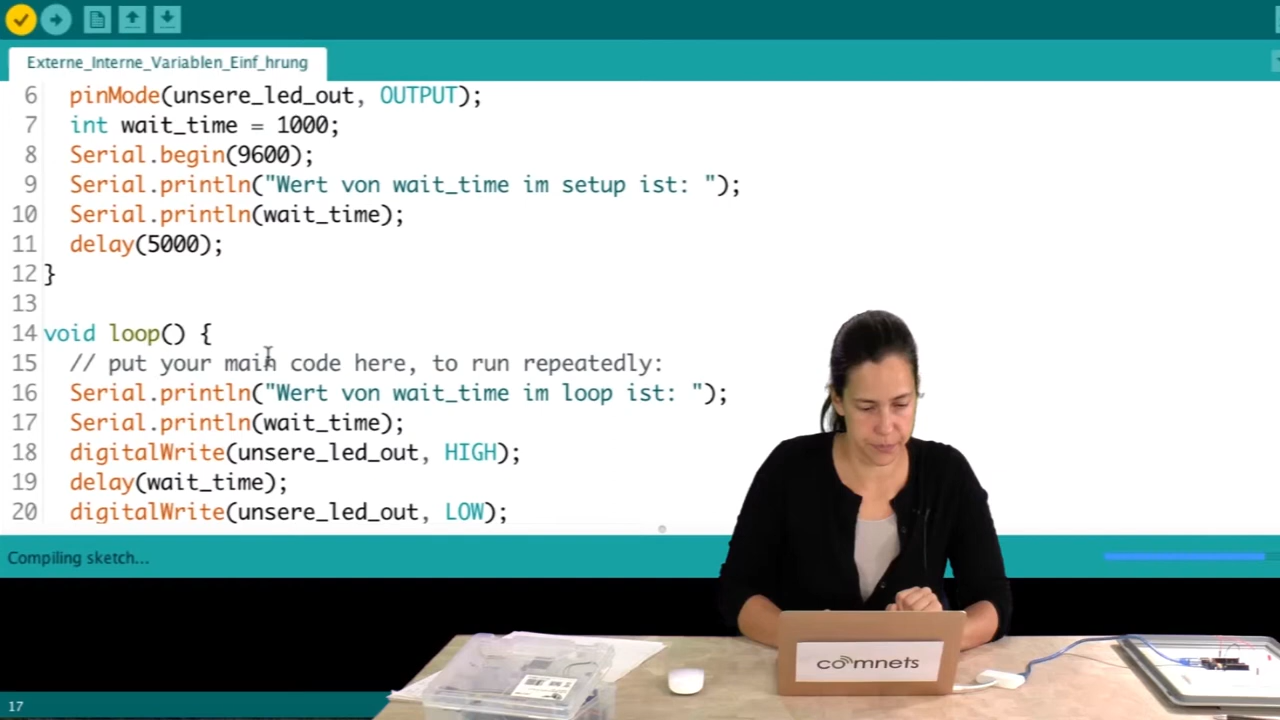 Externe_Interne_Variablen_Einf_hrung
6 pinMode(unsere_led_out, OUTPUT);
7 int wait_time = 1000;
8 Serial.begin(9600);
9 Serial.println("Wert von wait_time im setup ist: ");
10 Serial.println(wait_time);
11 delay(5000);
12 }
13
14 void loop() {
15 // put your main code here, to run repeatedly:
16 Serial.println("Wert von wait_time im loop ist: ");
17 Serial.println(wait_time);
18 digitalWrite(unsere_led_out, HIGH);
19 delay(wait_time);
20 digitalWrite(unsere_led_out, LOW);
Compiling sketch...
comnets
17